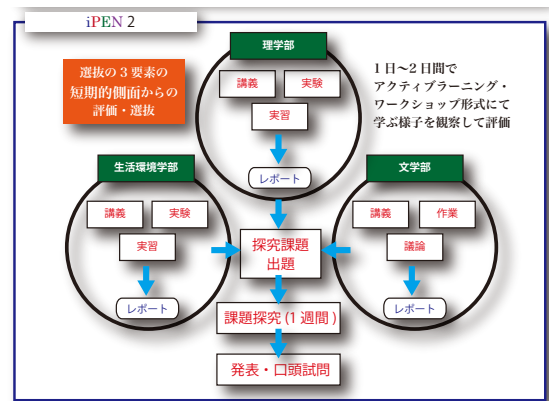 iPEN 2
理学部
選抜の3要素の
短期的側面からの
評価・選抜
講義
実験
実習
レポート
1日~2日間で
アクティブラーニング・
ワークショップ形式にて
学ぶ様子を観察して評価
生活環境学部
講義
実験
実習
レポート
文学部
講義
作業
議論
レポート
探究課題
出題
課題探究(1週間)
発表・口頭試問